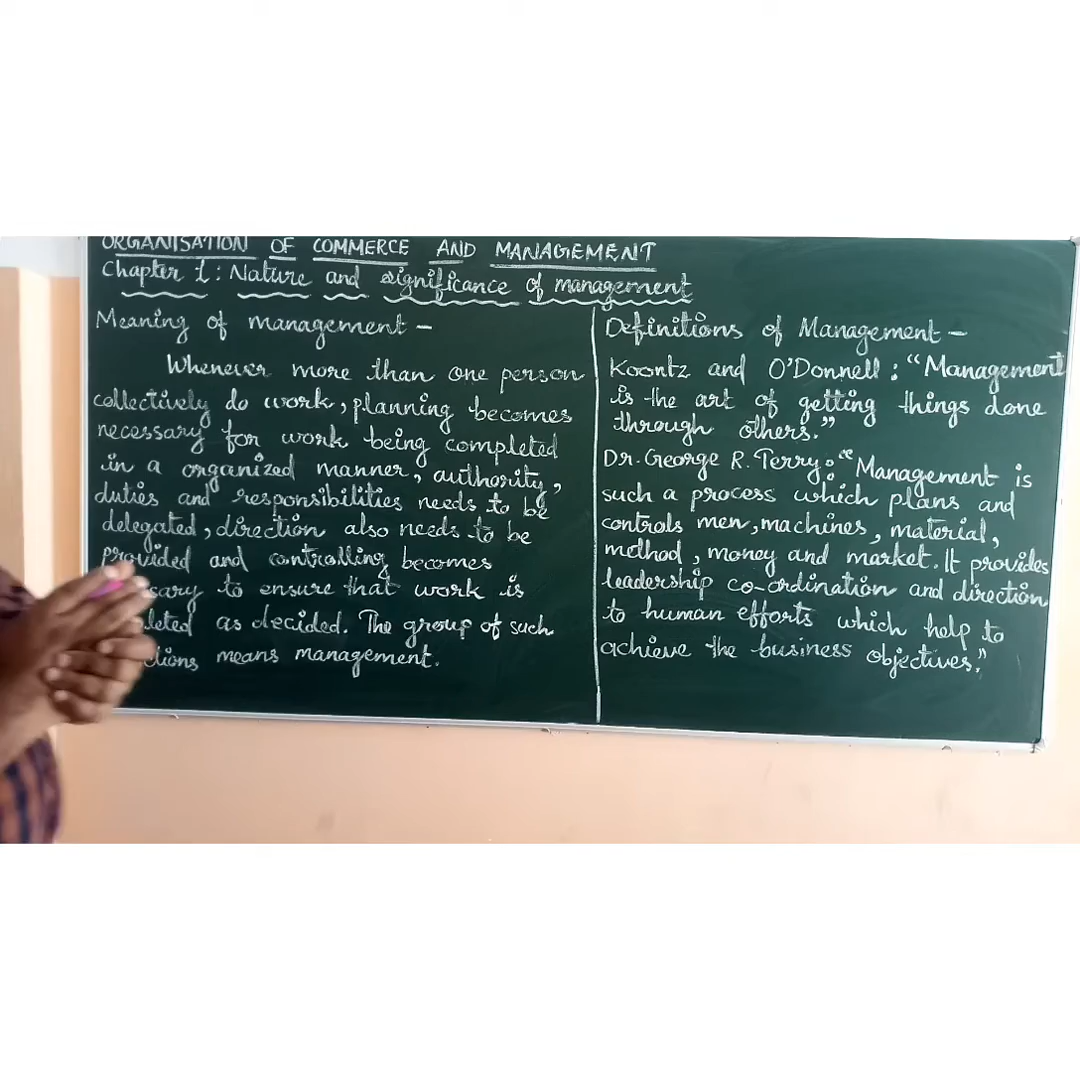 ORGANISATION OF COMMERCE AND MANAGEMENT
Chapter 1: Nature and significance of management
Meaning of management –
Whenever more than one person
collectively do work, planning becomes
necessary for work being completed
in a organized manner, authority,
duties and responsibilities needs to be
delegated, direction also needs to be
provided and controlling becomes
to ensure that work is
as decided. The group of such
means management.
Definitions of Management –
Koontz and O'Donnell: "Management
is the art of getting things done
through others."
Dr. George R. Terry: "Management is
such a process which plans and
controls men, machines, material,
method, money and market. It provides
leadership co-ordination and direction
to human efforts which help to
achieve the business objectives."